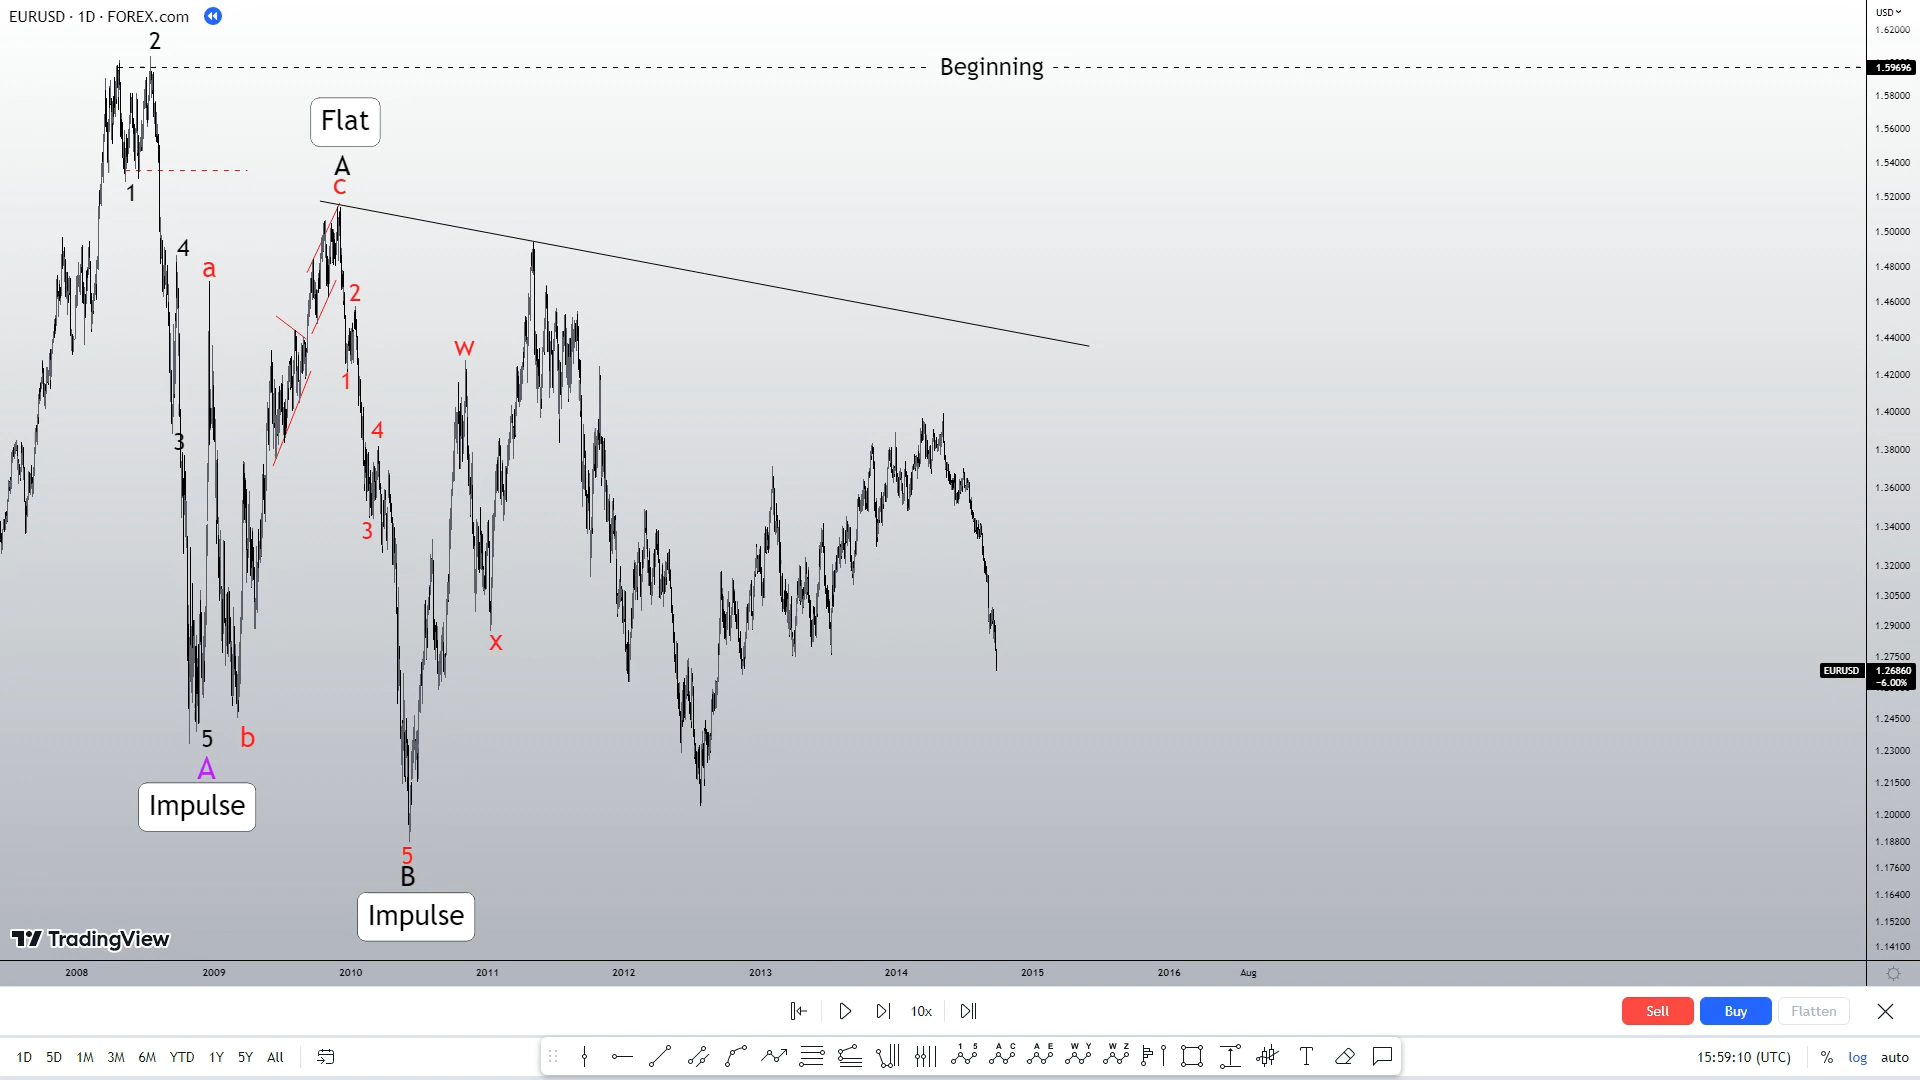 EURUSD · 1D · FOREX.com
USD
1.62000
2
Beginning
1.59696
1.58000
Flat
1.56000
1.54000
A
c
1
1.52000
1.50000
4
a
1.48000
2
1.46000
w
1.44000
1
1.42000
1.40000
4
3
1.38000
1.36000
3
1.34000
1.32000
1.30500
1.29000
x
1.27500
EURUSD
1.26860
−6.00%
1.24500
5
b
1.23000
A
1.21500
Impulse
1.20000
1.18800
5
B
1.17600
1.16400
Impulse
1.15200
TradingView
1.14100
2008 2009 2010 2011 2012 2013 2014 2015 2016 Aug
10x
Sell Buy Flatten
1D 5D 1M 3M 6M YTD 1Y 5Y All
1 5 A C A E W Y W Z
15:59:10 (UTC) % log auto